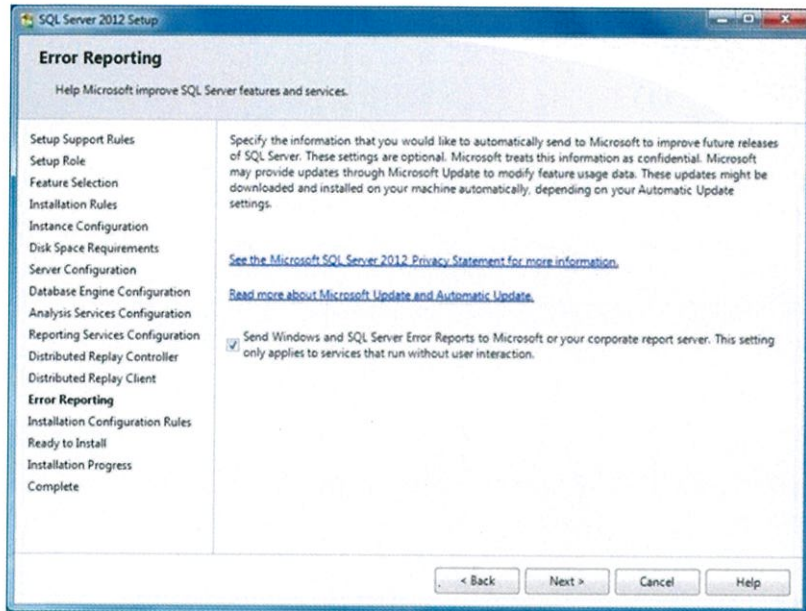 SQL Server 2012 Setup
Error Reporting
Help Microsoft improve SQL Server features and services.
Setup Support Rules
Setup Role
Feature Selection
Installation Rules
Instance Configuration
Disk Space Requirements
Server Configuration
Database Engine Configuration
Analysis Services Configuration
Reporting Services Configuration
Distributed Replay Controller
Distributed Replay Client
Error Reporting
Installation Configuration Rules
Ready to Install
Installation Progress
Complete
Specify the information that you would like to automatically send to Microsoft to improve future releases
of SQL Server. These settings are optional. Microsoft treats this information as confidential. Microsoft
may provide updates through Microsoft Update to modify feature usage data. These updates might be
downloaded and installed on your machine automatically, depending on your Automatic Update
settings.
See the Microsoft SQL Server 2012 Privacy Statement for more information.
Read more about Microsoft Update and Automatic Update.
Send Windows and SQL Server Error Reports to Microsoft or your corporate report server. This setting
only applies to services that run without user interaction.
< Back
Next >
Cancel
Help